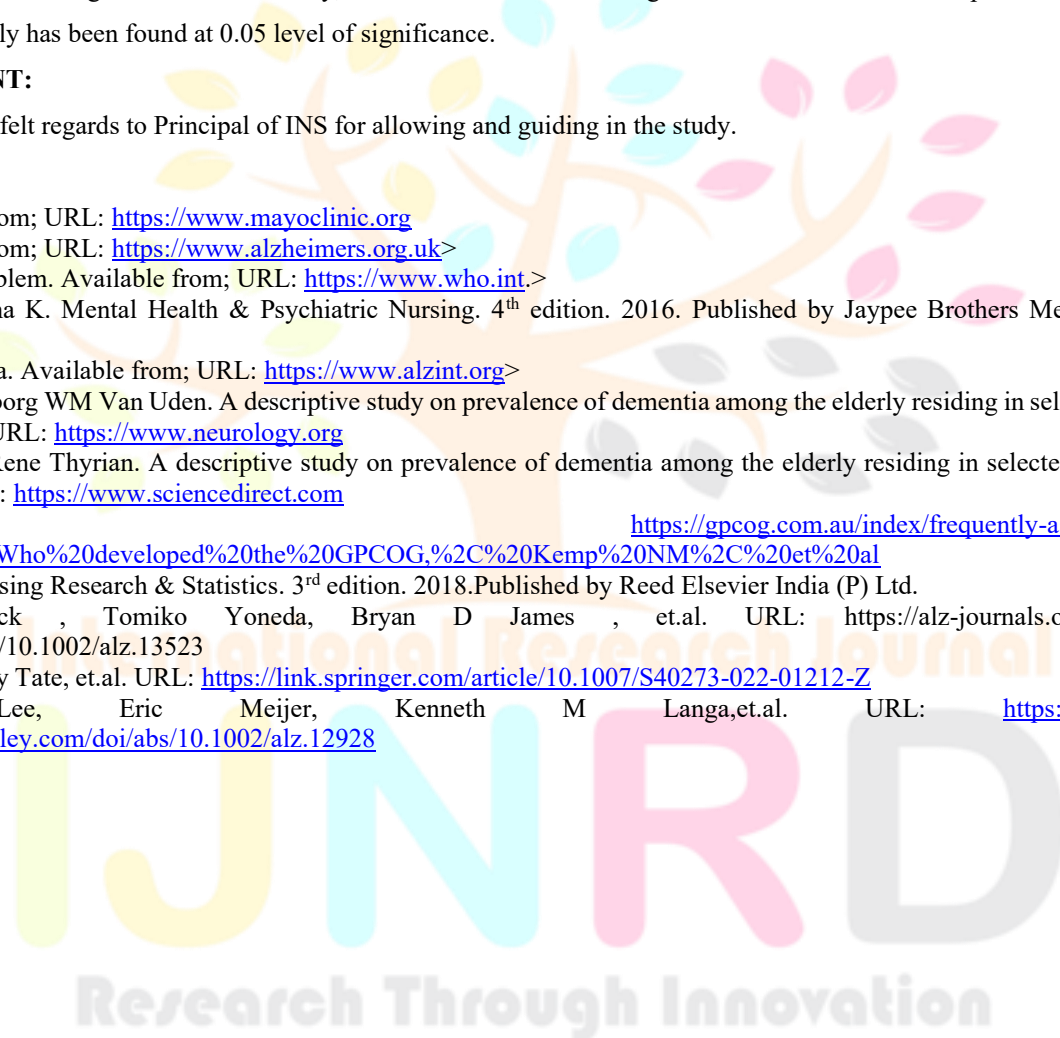 ly has been found at 0.05 level of significance.
NT:
felt regards to Principal of INS for allowing and guiding in the study.
om; URL: https://www.mayoclinic.org
om; URL: https://www.alzheimers.org.uk>
blem. Available from; URL: https://www.who.int.>
na K. Mental Health & Psychiatric Nursing. 4th edition. 2016. Published by Jaypee Brothers Me
a. Available from; URL: https://www.alzint.org>
borg WM Van Uden. A descriptive study on prevalence of dementia among the elderly residing in sel
URL: https://www.neurology.org
Rene Thyrian. A descriptive study on prevalence of dementia among the elderly residing in selecte
: https://www.sciencedirect.com
https://gpcog.com.au/index/frequently-a
Who%20developed%20the%20GPCOG,%2C%20Kemp%20NM%2C%20et%20al
sing Research & Statistics. 3rd edition. 2018.Published by Reed Elsevier India (P) Ltd.
ck , Tomiko Yoneda, Bryan D James , et.al. URL: https://alz-journals.o
/10.1002/alz.13523
y Tate, et.al. URL: https://link.springer.com/article/10.1007/S40273-022-01212-Z
Lee, Eric Meijer, Kenneth M Langa,et.al. URL: https:
ley.com/doi/abs/10.1002/alz.12928
International Research Journal
IJNRD
Research Through Innovation